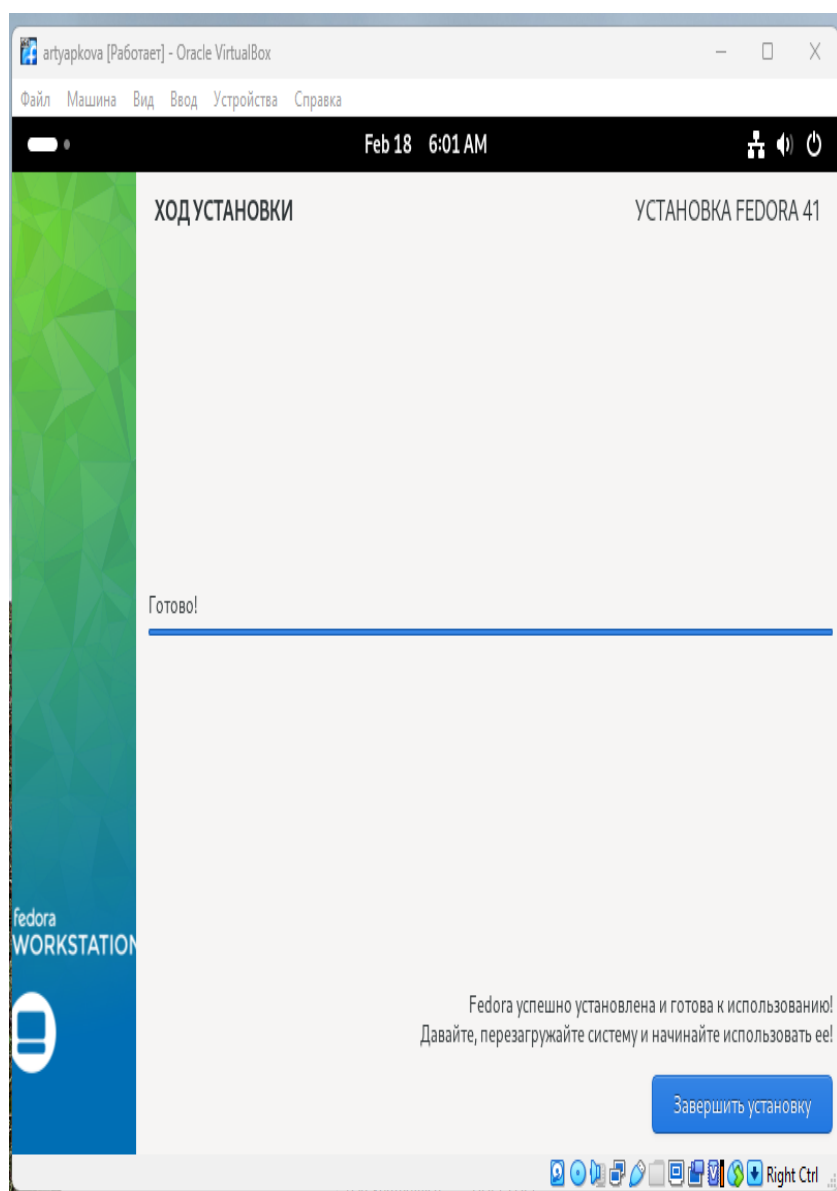 artyapkova [Работает] - Oracle VirtualBox
Файл Машина Вид Ввод Устройства Справка
Feb 18 6:01 AM
ХОД УСТАНОВКИ
УСТАНОВКА FEDORA 41
Готово!
fedora
WORKSTATION
Fedora успешно установлена и готова к использованию!
Давайте, перезагружайте систему и начинайте использовать ее!
Завершить установку
Right Ctrl